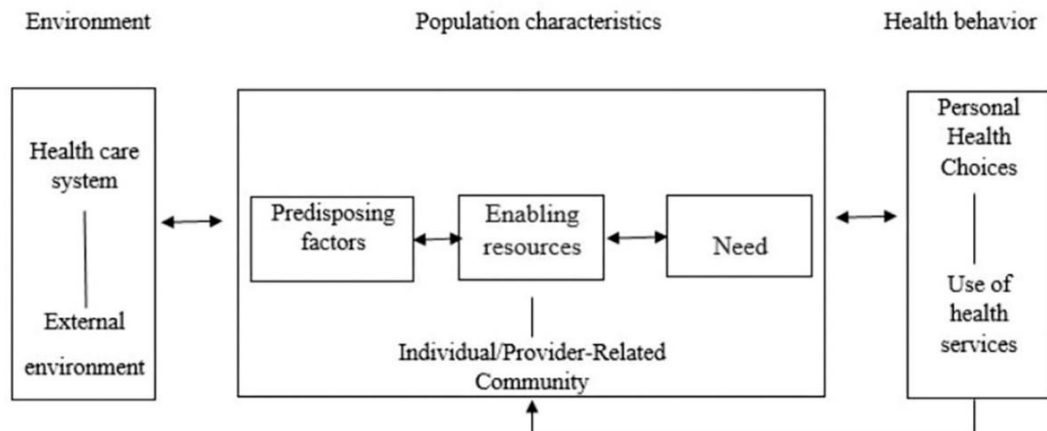 Environment
Population characteristics
Health behavior
Health care
system
External
environment
Predisposing
factors
Enabling
resources
Need
Individual/Provider-Related
Community
Personal
Health
Choices
Use of
health
services